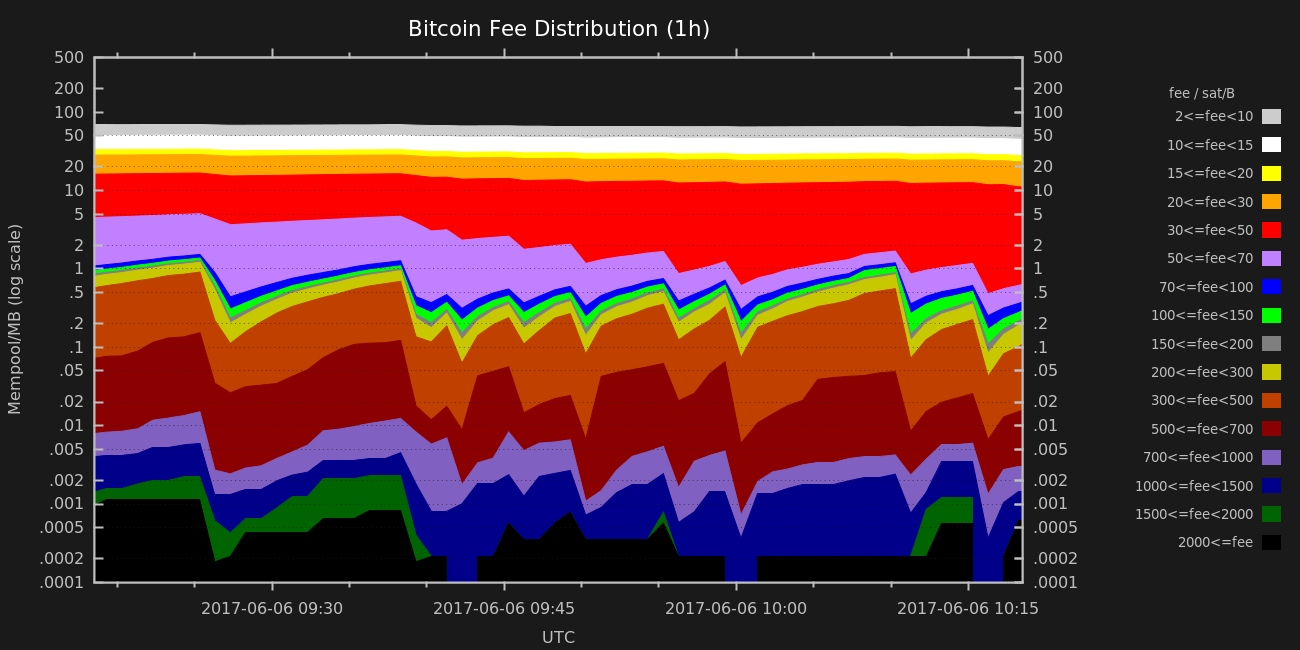 Bitcoin Fee Distribution (1h)
Mempool/MB (log scale)
500
200
100
50
20
10
5
2
1
.5
.2
.1
.05
.02
.01
.005
.002
.001
.0005
.0002
.0001
500
200
100
50
20
10
5
2
1
.5
.2
.1
.05
.02
.01
.005
.002
.001
.0005
.0002
.0001
2017-06-06 09:30
2017-06-06 09:45
2017-06-06 10:00
2017-06-06 10:15
UTC
fee / sat/B
2<=fee<10
10<=fee<15
15<=fee<20
20<=fee<30
30<=fee<50
50<=fee<70
70<=fee<100
100<=fee<150
150<=fee<200
200<=fee<300
300<=fee<500
500<=fee<700
700<=fee<1000
1000<=fee<1500
1500<=fee<2000
2000<=fee